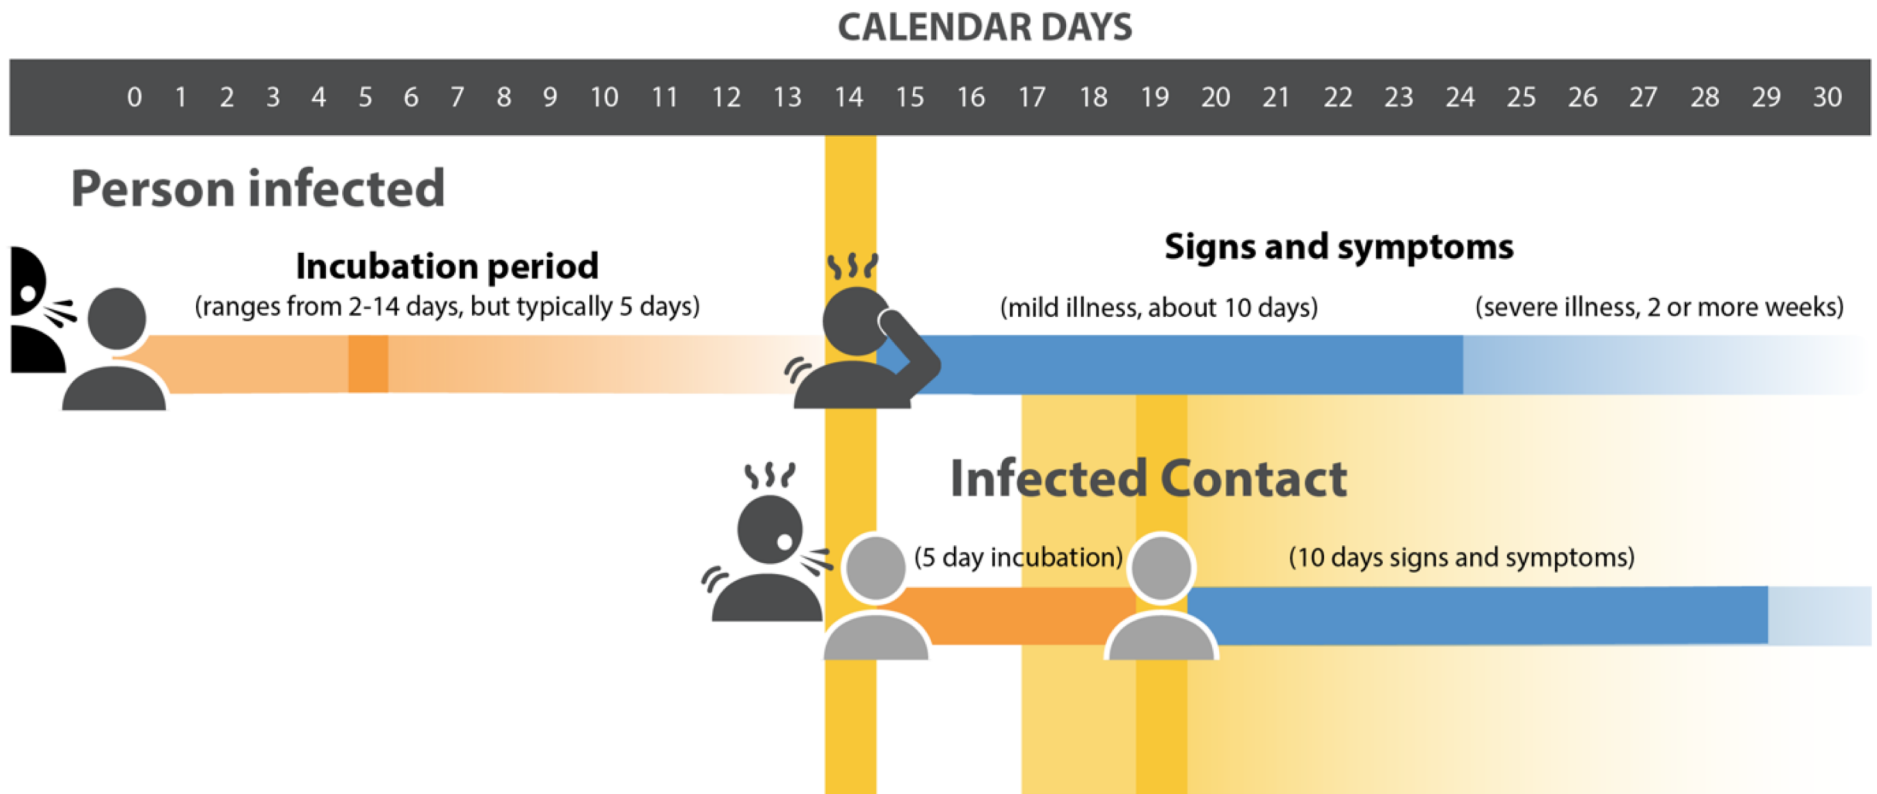 CALENDAR DAYS
0 1 2 3 4 5 6 7 8 9 10 11 12 13 14 15 16 17 18 19 20 21 22 23 24 25 26 27 28 29 30
Person infected
Incubation period
(ranges from 2-14 days, but typically 5 days)
Signs and symptoms
(mild illness, about 10 days)
(severe illness, 2 or more weeks)
Infected Contact
(5 day incubation)
(10 days signs and symptoms)